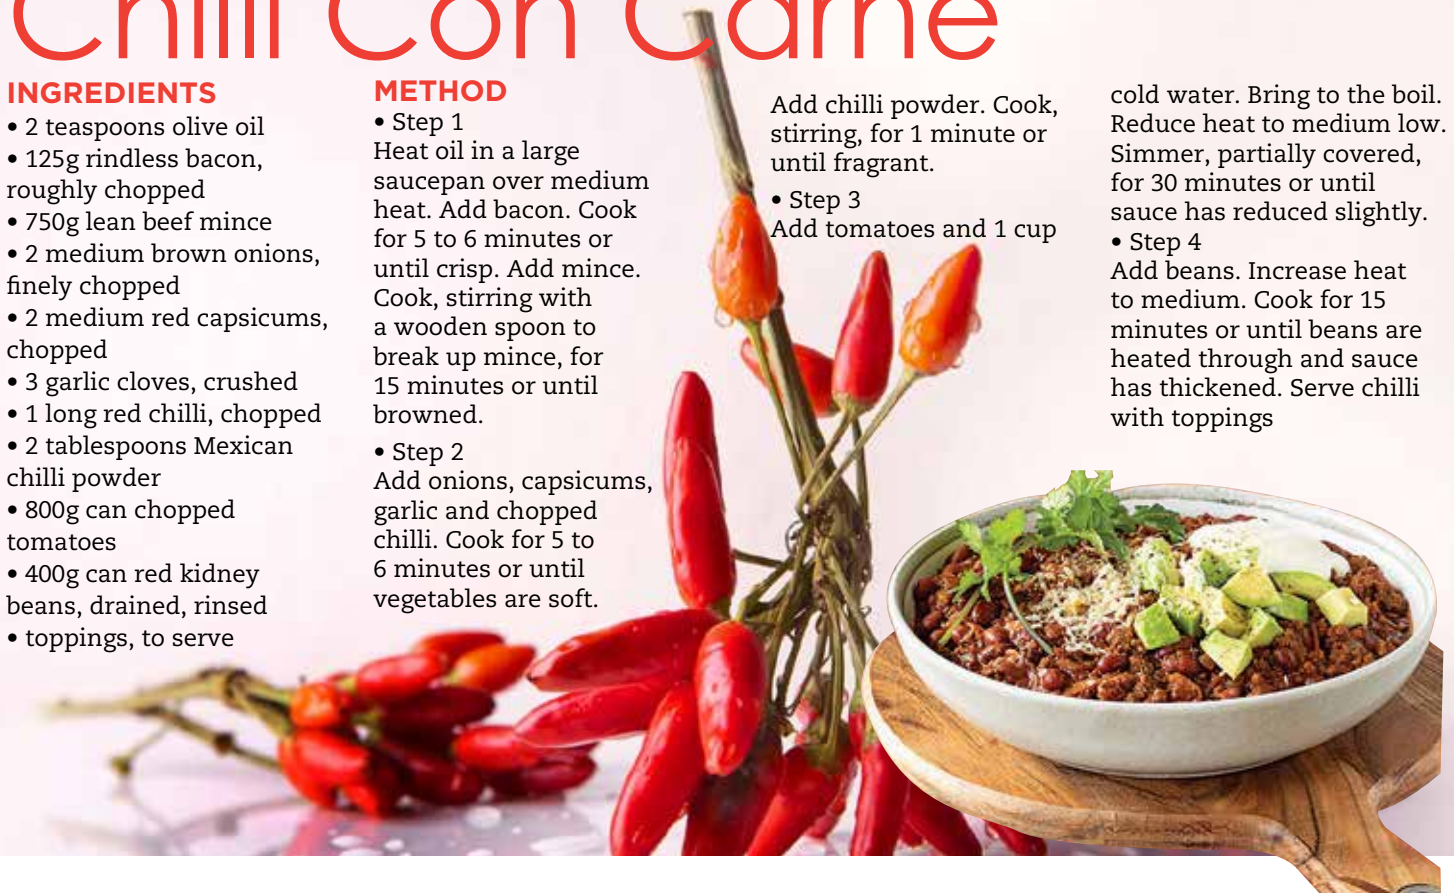 Chilli Con Carne
INGREDIENTS
• 2 teaspoons olive oil
• 125g rindless bacon,
roughly chopped
• 750g lean beef mince
• 2 medium brown onions,
finely chopped
• 2 medium red capsicums,
chopped
• 3 garlic cloves, crushed
• 1 long red chilli, chopped
• 2 tablespoons Mexican
chilli powder
• 800g can chopped
tomatoes
• 400g can red kidney
beans, drained, rinsed
• toppings, to serve
METHOD
• Step 1
Heat oil in a large
saucepan over medium
heat. Add bacon. Cook
for 5 to 6 minutes or
until crisp. Add mince.
Cook, stirring with
a wooden spoon to
break up mince, for
15 minutes or until
browned.
• Step 2
Add onions, capsicums,
garlic and chopped
chilli. Cook for 5 to
6 minutes or until
vegetables are soft.
Add chilli powder. Cook,
stirring, for 1 minute or
until fragrant.
• Step 3
Add tomatoes and 1 cup
cold water. Bring to the boil.
Reduce heat to medium low.
Simmer, partially covered,
for 30 minutes or until
sauce has reduced slightly.
• Step 4
Add beans. Increase heat
to medium. Cook for 15
minutes or until beans are
heated through and sauce
has thickened. Serve chilli
with toppings